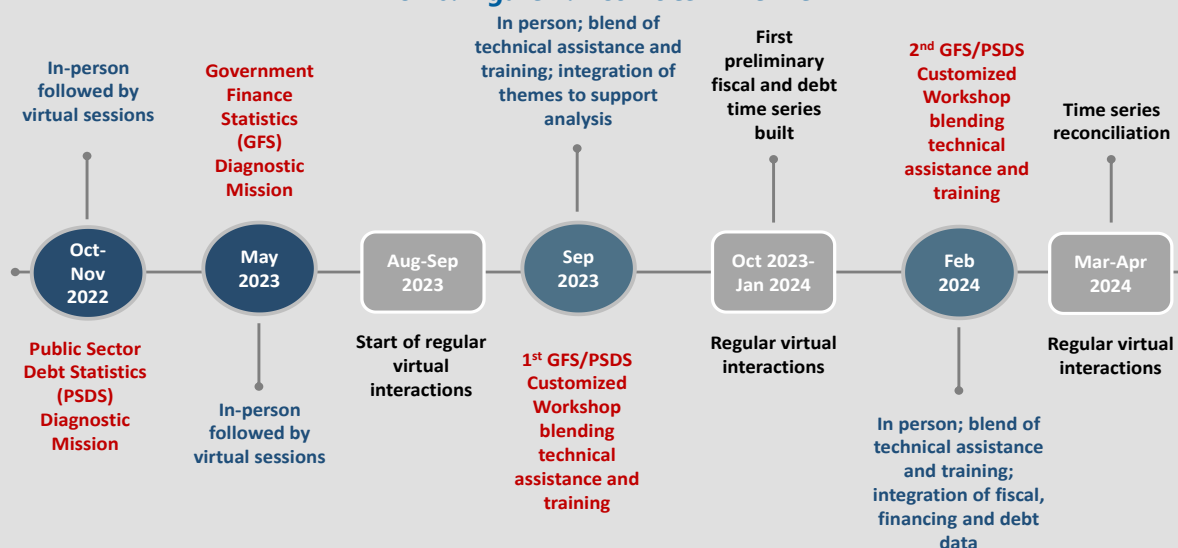 In-person
followed by
virtual sessions
Oct-
Nov
2022
Public Sector
Debt Statistics
(PSDS)
Diagnostic
Mission
Government
Finance
Statistics
(GFS)
Diagnostic
Mission
May
2023
In-person
followed by
virtual sessions
Aug-Sep
2023
Start of regular
virtual
interactions
In person; blend of
technical assistance and
training; integration of
themes to support
analysis
Sep
2023
1st GFS/PSDS
Customized
Workshop
blending
technical
assistance and
training
First
preliminary
fiscal and debt
time series
built
Oct 2023-
Jan 2024
Regular virtual
interactions
2nd GFS/PSDS
Customized
Workshop
blending
technical
assistance and
training
Feb
2024
In person; blend of
technical assistance
and training;
integration of fiscal,
financing and debt
data
Time series
reconciliation
Mar-Apr
2024
Regular virtual
interactions